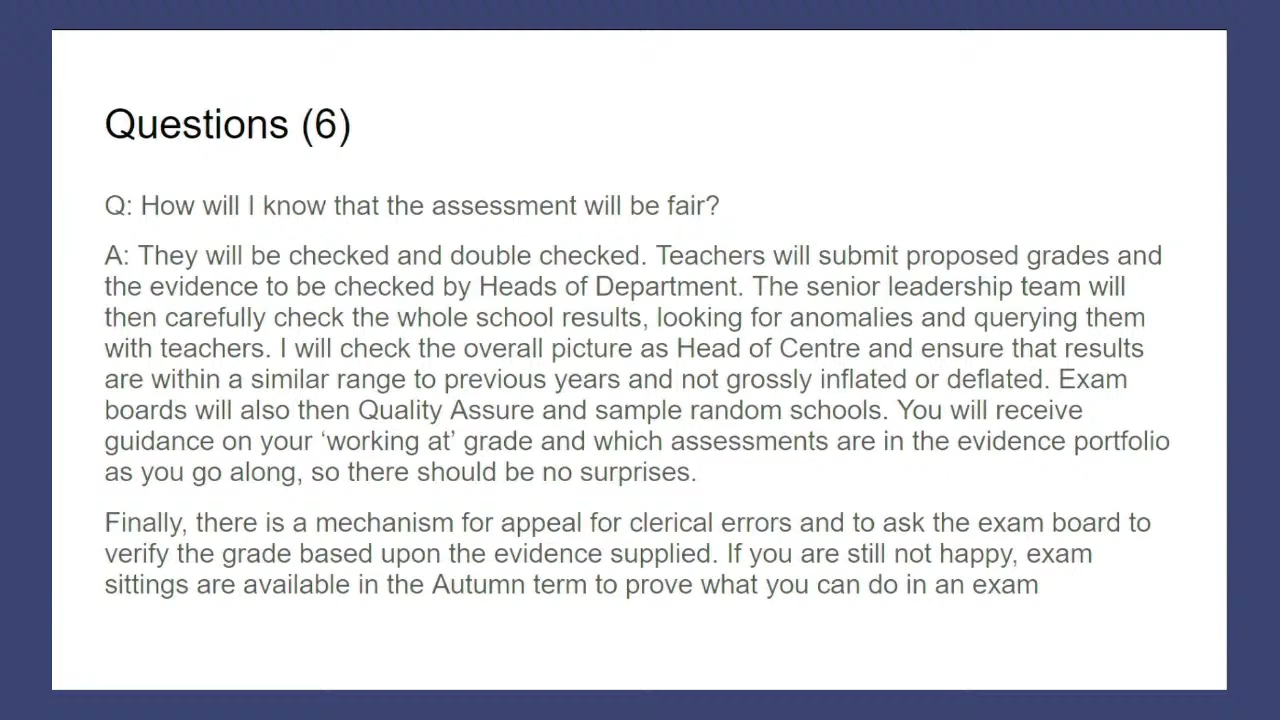 Questions (6)
Q: How will I know that the assessment will be fair?
A: They will be checked and double checked. Teachers will submit proposed grades and
the evidence to be checked by Heads of Department. The senior leadership team will
then carefully check the whole school results, looking for anomalies and querying them
with teachers. I will check the overall picture as Head of Centre and ensure that results
are within a similar range to previous years and not grossly inflated or deflated. Exam
boards will also then Quality Assure and sample random schools. You will receive
guidance on your ‘working at’ grade and which assessments are in the evidence portfolio
as you go along, so there should be no surprises.
Finally, there is a mechanism for appeal for clerical errors and to ask the exam board to
verify the grade based upon the evidence supplied. If you are still not happy, exam
sittings are available in the Autumn term to prove what you can do in an exam